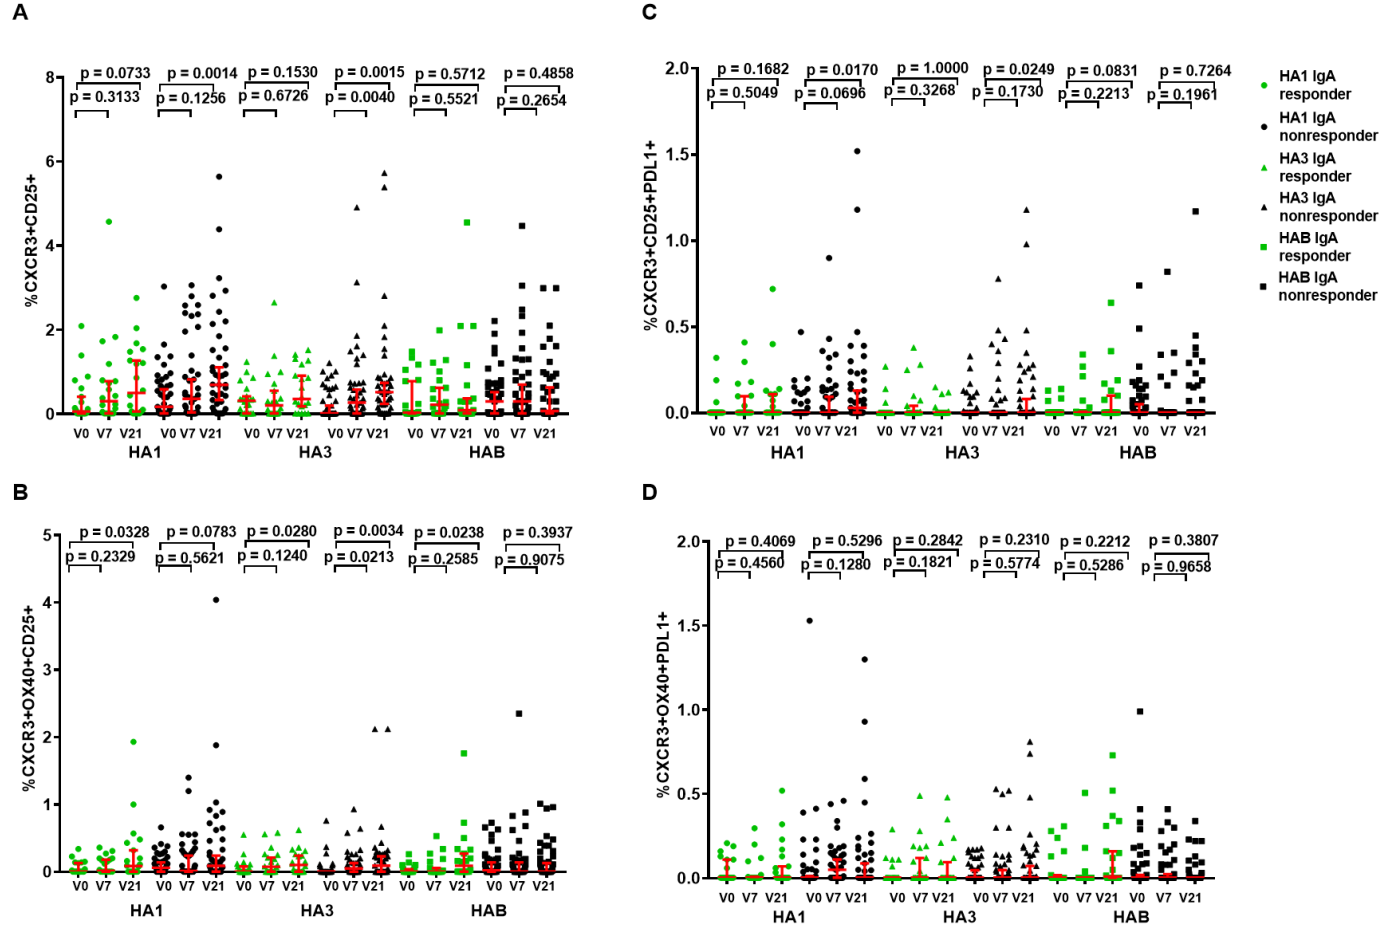 A
p = 0.0733 p = 0.0014 p = 0.1530 p = 0.0015 p = 0.5712 p = 0.4858
p = 0.3133 p = 0.1256 p = 0.6726 p = 0.0040 p = 0.5521 p = 0.2654
%CXCR3+CD25+
8
6
4
2
0
V0 V7 V21 V0 V7 V21 V0 V7 V21 V0 V7 V21 V0 V7 V21 V0 V7 V21
HA1 HA3 HAB
C
p = 0.1682 p = 0.0170 p = 1.0000 p = 0.0249 p = 0.0831 p = 0.7264
p = 0.5049 p = 0.0696 p = 0.3268 p = 0.1730 p = 0.2213 p = 0.1961
%CXCR3+CD25+PDL1+
2.0
1.5
1.0
0.5
0.0
V0 V7 V21 V0 V7 V21 V0 V7 V21 V0 V7 V21 V0 V7 V21 V0 V7 V21
HA1 HA3 HAB
HA1 IgA
responder
HA1 IgA
nonresponder
HA3 IgA
responder
HA3 IgA
nonresponder
HAB IgA
responder
HAB IgA
nonresponder
B
p = 0.0328 p = 0.0783 p = 0.0280 p = 0.0034 p = 0.0238 p = 0.3937
p = 0.2329 p = 0.5621 p = 0.1240 p = 0.0213 p = 0.2585 p = 0.9075
%CXCR3+OX40+CD25+
5
4
3
2
1
0
V0 V7 V21 V0 V7 V21 V0 V7 V21 V0 V7 V21 V0 V7 V21 V0 V7 V21
HA1 HA3 HAB
D
p = 0.4069 p = 0.5296 p = 0.2842 p = 0.2310 p = 0.2212 p = 0.3807
p = 0.4560 p = 0.1280 p = 0.1821 p = 0.5774 p = 0.5286 p = 0.9658
%CXCR3+OX40+PDL1+
2.0
1.5
1.0
0.5
0.0
V0 V7 V21 V0 V7 V21 V0 V7 V21 V0 V7 V21 V0 V7 V21 V0 V7 V21
HA1 HA3 HAB